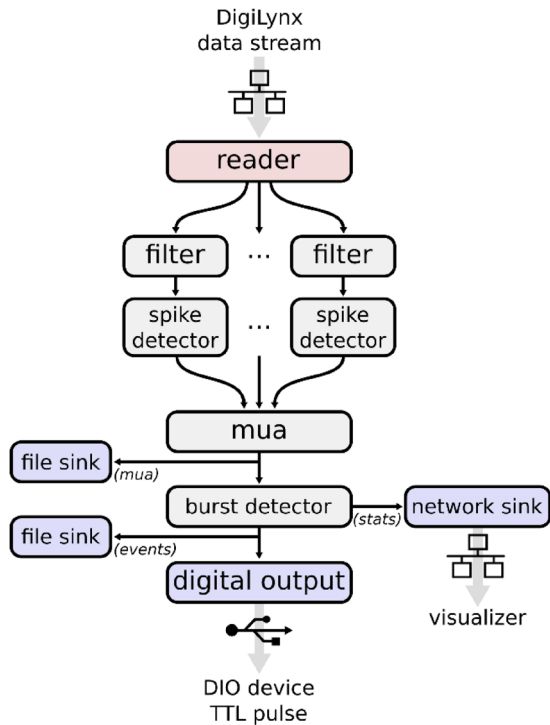 DigiLynx
data stream
reader
filter
...
filter
spike
detector
...
spike
detector
mua
file sink
(mua)
burst detector
(stats)
network sink
file sink
(events)
digital output
visualizer
DIO device
TTL pulse